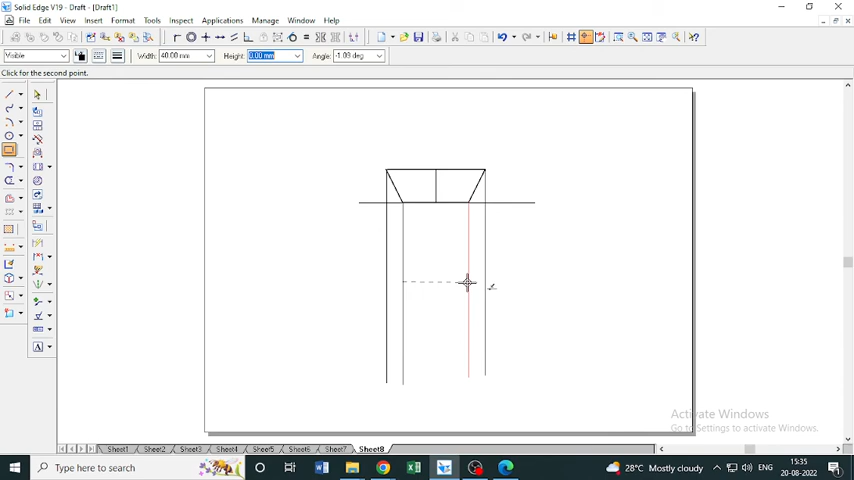 Solid Edge V19 - Draft - [Draft1]
File Edit View Insert Format Tools Inspect Applications Manage Window Help
Visible Width: 40.00 mm Height: 0.00 mm Angle: -1.03 deg
Click for the second point.
A
Activate Windows
Go to Settings to activate Windows.
Sheet1 Sheet2 Sheet3 Sheet4 Sheet5 Sheet6 Sheet7 Sheet8
Type here to search 28°C Mostly cloudy ENG 15:35
20-08-2022